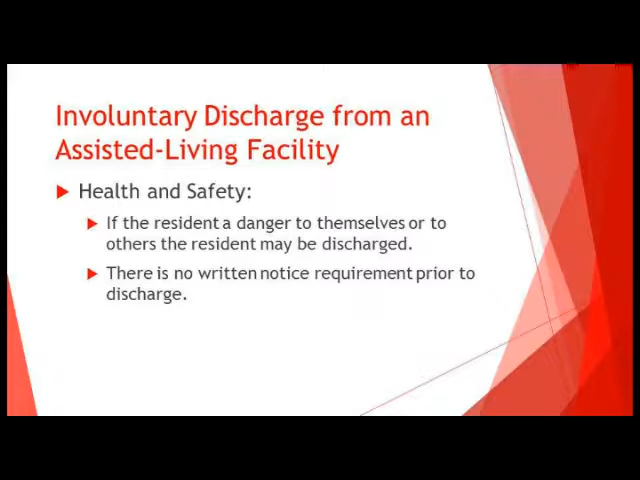 Involuntary Discharge from an
Assisted-Living Facility
Health and Safety:
If the resident a danger to themselves or to
others the resident may be discharged.
There is no written notice requirement prior to
discharge.